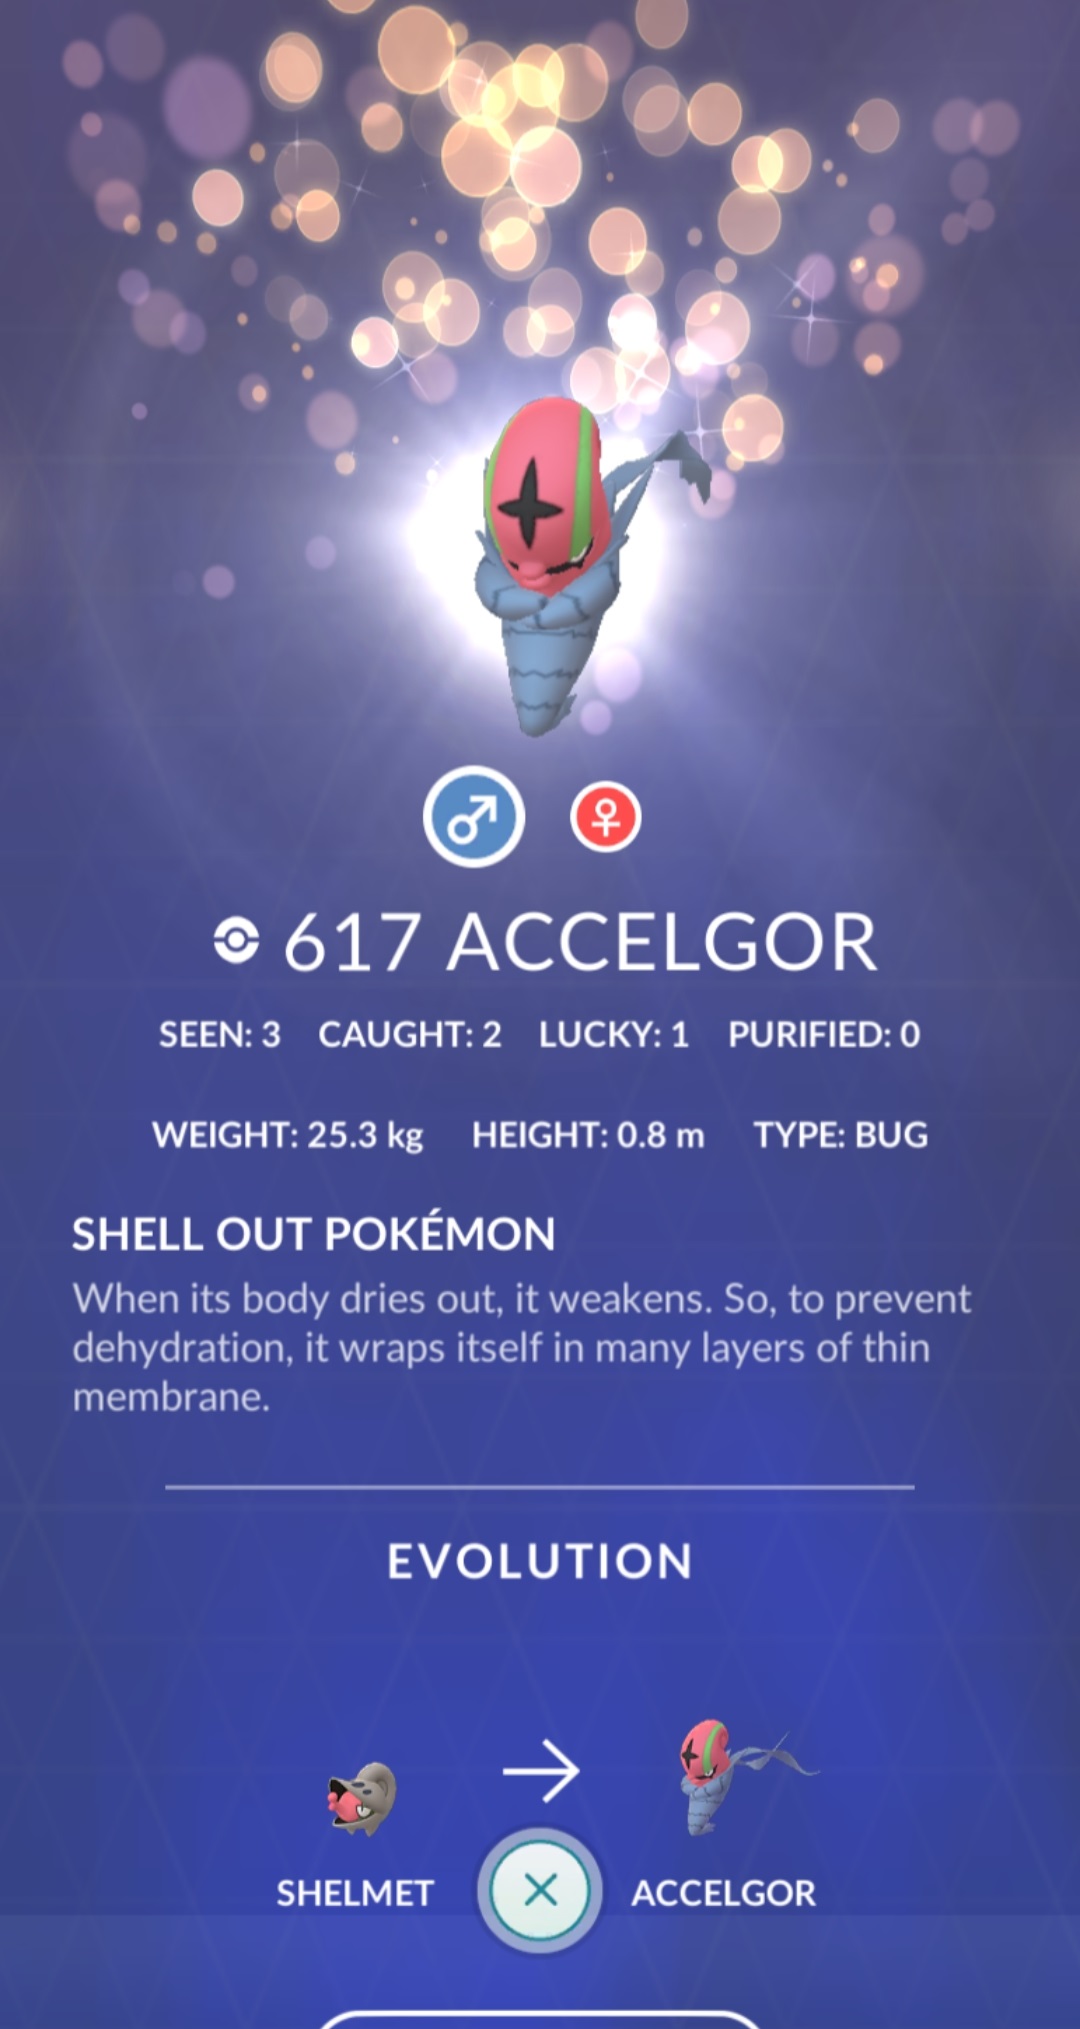 617 ACCELGOR
SEEN: 3 CAUGHT: 2 LUCKY: 1 PURIFIED: 0
WEIGHT: 25.3 kg HEIGHT: 0.8 m TYPE: BUG
SHELL OUT POKÉMON
When its body dries out, it weakens. So, to prevent
dehydration, it wraps itself in many layers of thin
membrane.
EVOLUTION
SHELMET ACCELGOR